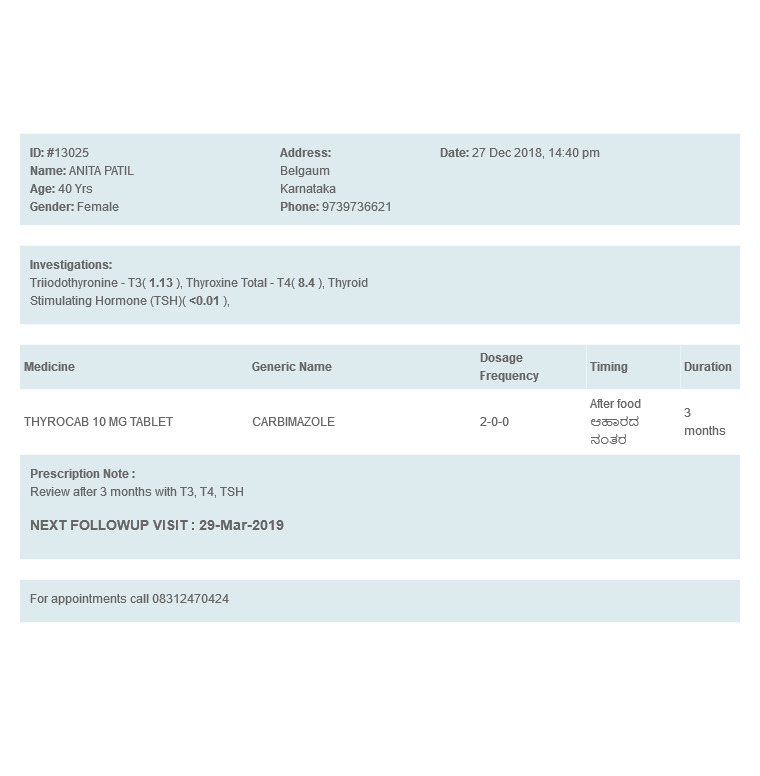 ID: #13025
Name: ANITA PATIL
Age: 40 Yrs
Gender: Female
Address:
Belgaum
Karnataka
Phone: 9739736621
Date: 27 Dec 2018, 14:40 pm
Investigations:
Triiodothyronine - T3( 1.13 ), Thyroxine Total - T4( 8.4 ), Thyroid
Stimulating Hormone (TSH)( <0.01 ),
Medicine Generic Name Dosage Frequency Timing Duration
THYROCAB 10 MG TABLET CARBIMAZOLE 2-0-0 After food ಆಹಾರದ ನಂತರ 3 months
Prescription Note :
Review after 3 months with T3, T4, TSH
NEXT FOLLOWUP VISIT : 29-Mar-2019
For appointments call 08312470424